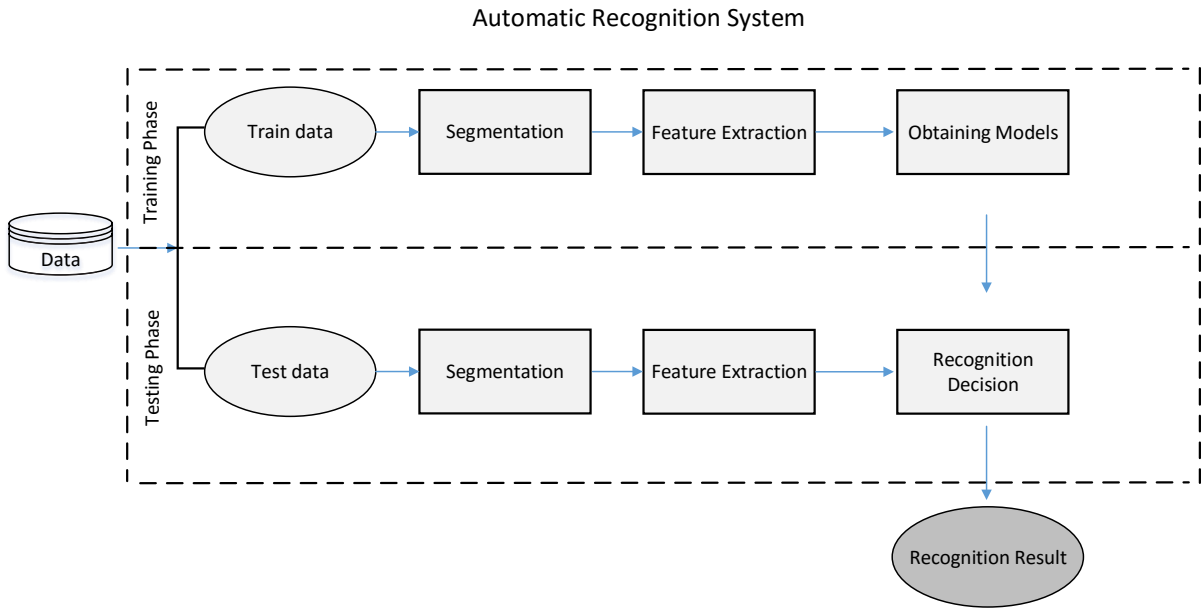 Automatic Recognition System
Training Phase
Train data
Segmentation
Feature Extraction
Obtaining Models
Data
Testing Phase
Test data
Segmentation
Feature Extraction
Recognition
Decision
Recognition Result